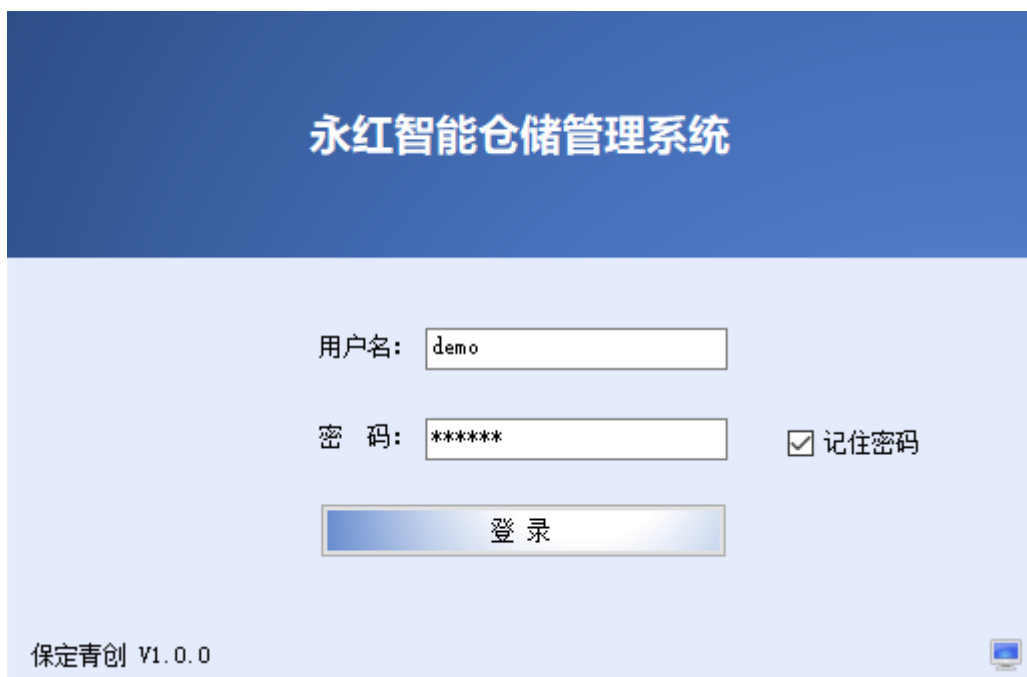 永红智能仓储管理系统
用户名: demo
密 码: ******
记住密码
登 录
保定青创 V1.0.0